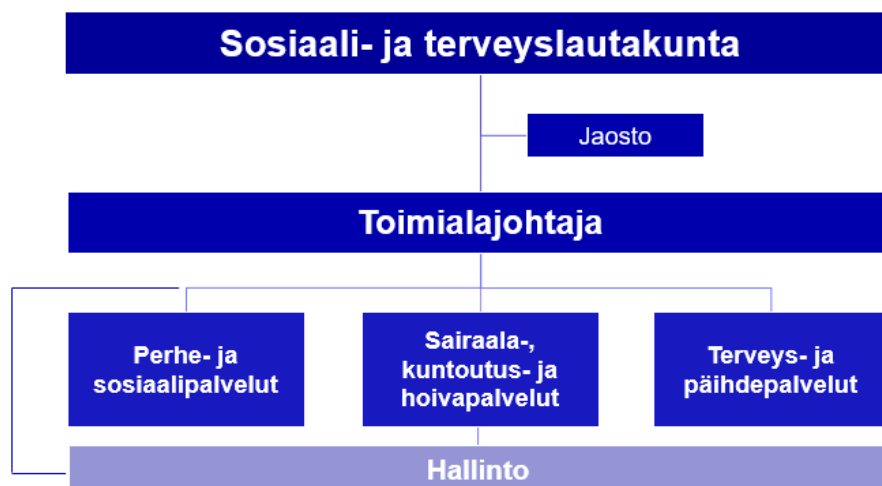 Sosiaali- ja terveyslautakunta
Jaosto
Toimialajohtaja
Perhe- ja
sosiaalipalvelut
Sairaala-,
kuntoutus- ja
hoivapalvelut
Terveys- ja
päihdepalvelut
Hallinto